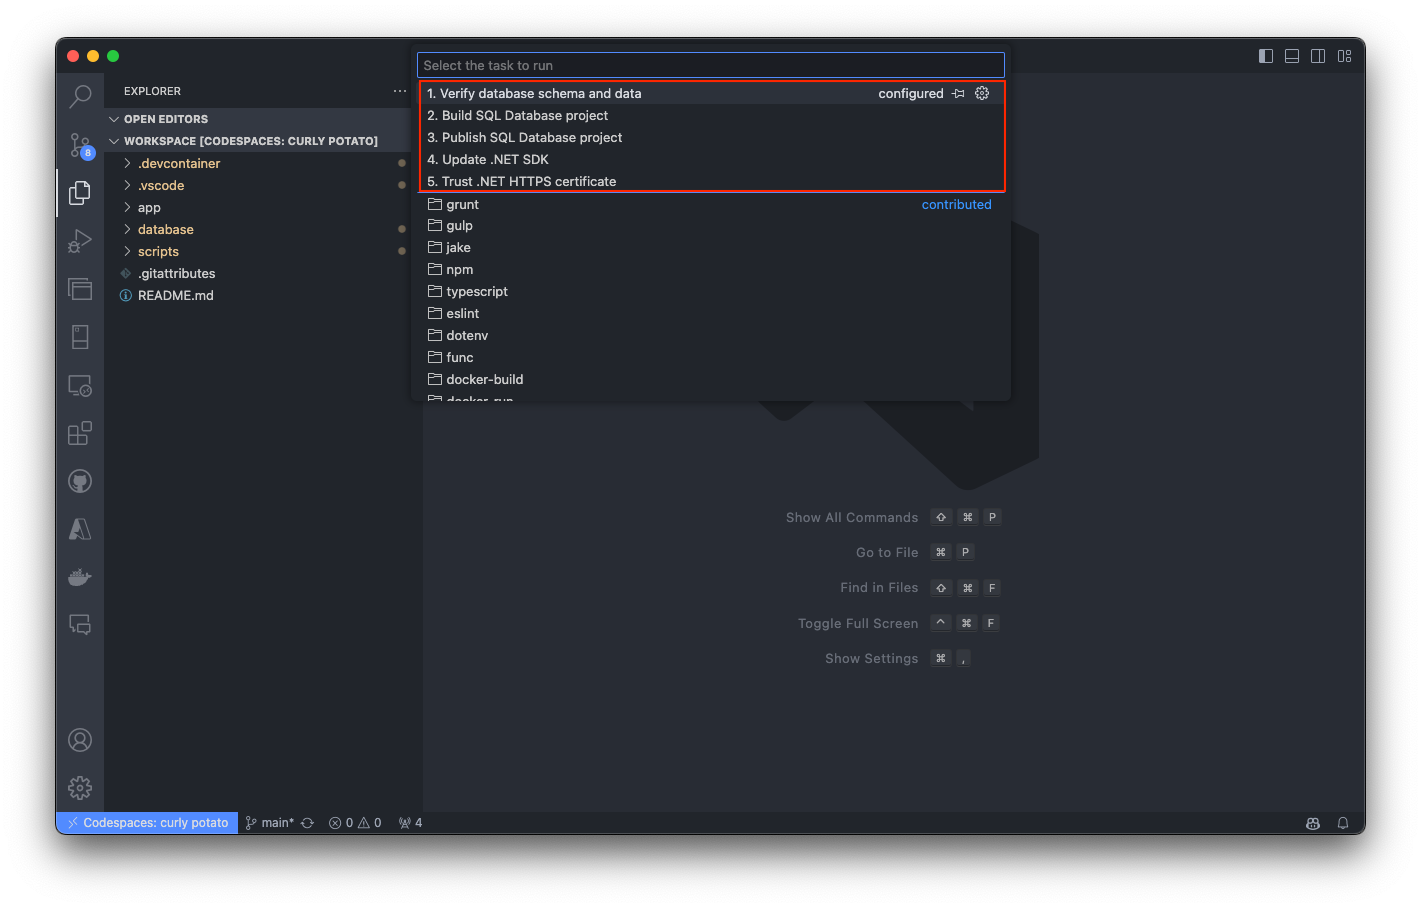 Select the task to run
1. Verify database schema and data configured
2. Build SQL Database project
3. Publish SQL Database project
4. Update .NET SDK
5. Trust .NET HTTPS certificate
grunt contributed
gulp
jake
npm
typescript
eslint
dotenv
func
docker-build
docker-run
EXPLORER
OPEN EDITORS
WORKSPACE [CODESPACES: CURLY POTATO]
.devcontainer
.vscode
app
database
scripts
.gitattributes
README.md
8
Show All Commands ⇧ ⌘ P
Go to File ⌘ P
Find in Files ⇧ ⌘ F
Toggle Full Screen ^ ⌘ F
Show Settings ⌘ ,
Codespaces: curly potato main* 0 0 4